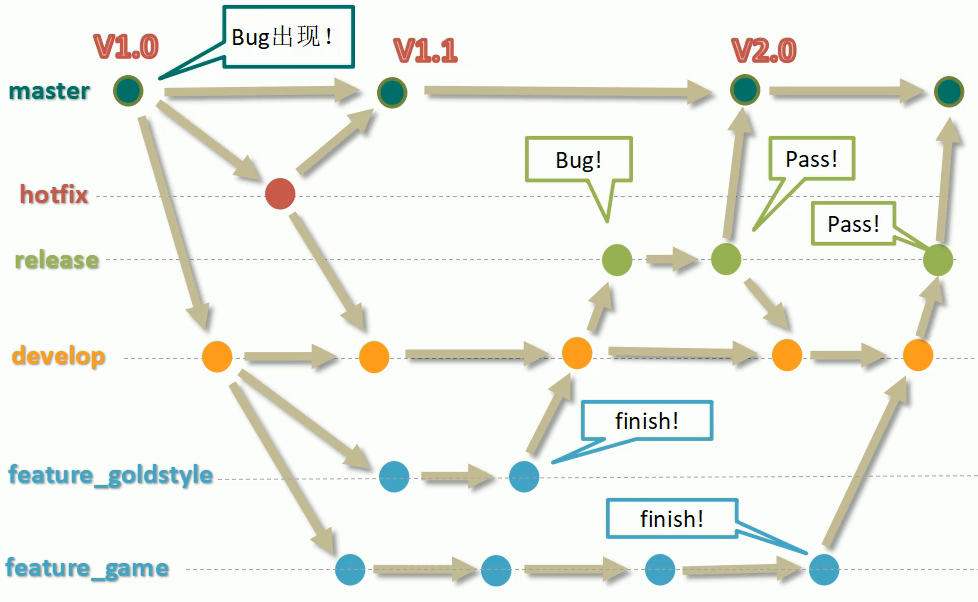 V1.0
Bug出现！
V1.1
V2.0
master
Bug!
Pass!
hotfix
Pass!
release
develop
finish!
feature_goldstyle
finish!
feature_game